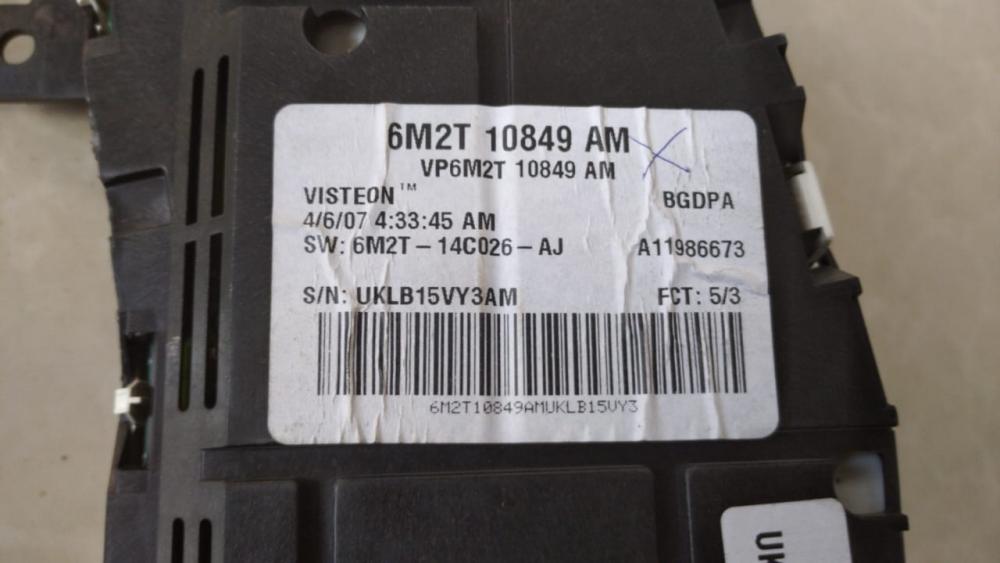 6M2T 10849 AM
VP6M2T 10849 AM
VISTEON™ BGDPA
4/6/07 4:33:45 AM
SW: 6M2T-14C026-AJ A11986673
S/N: UKLB15VY3AM FCT: 5/3
6M2T10849AMUKLB15VY3